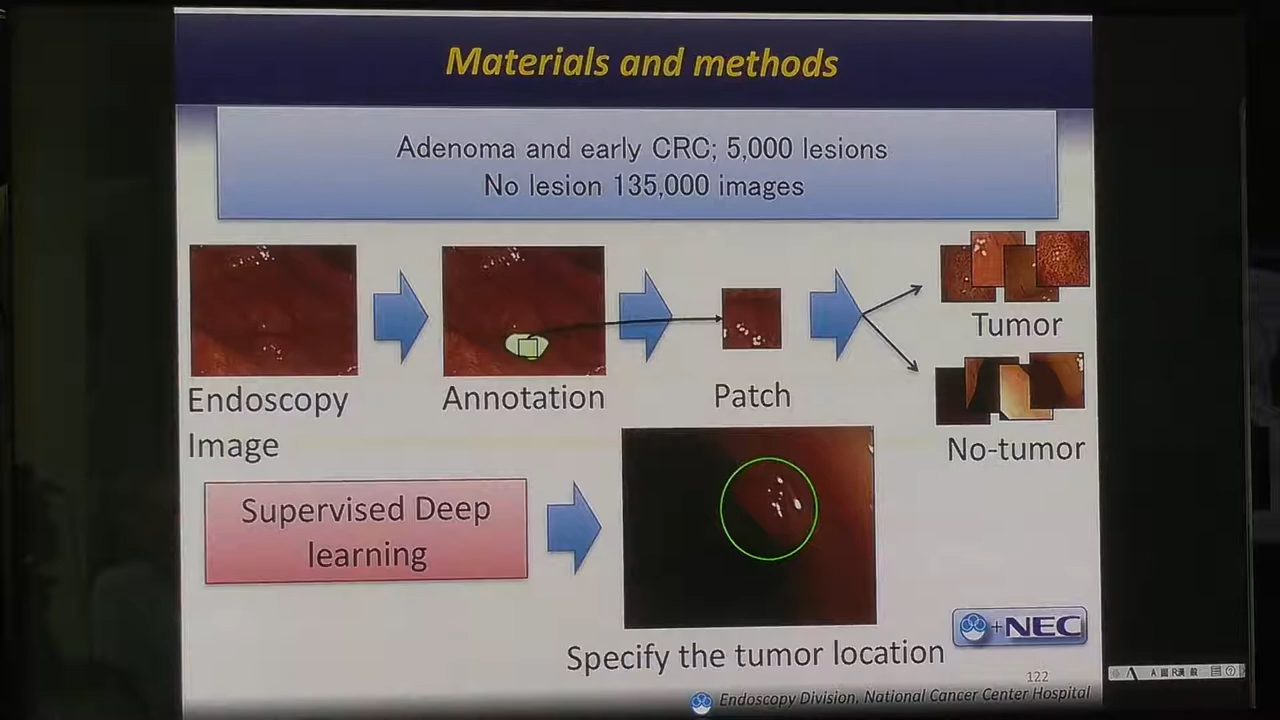 Materials and methods
Adenoma and early CRC; 5,000 lesions
No lesion 135,000 images
Endoscopy
Image
Annotation
Patch
Tumor
No-tumor
Supervised Deep
learning
Specify the tumor location
+NEC
122
Endoscopy Division, National Cancer Center Hospital